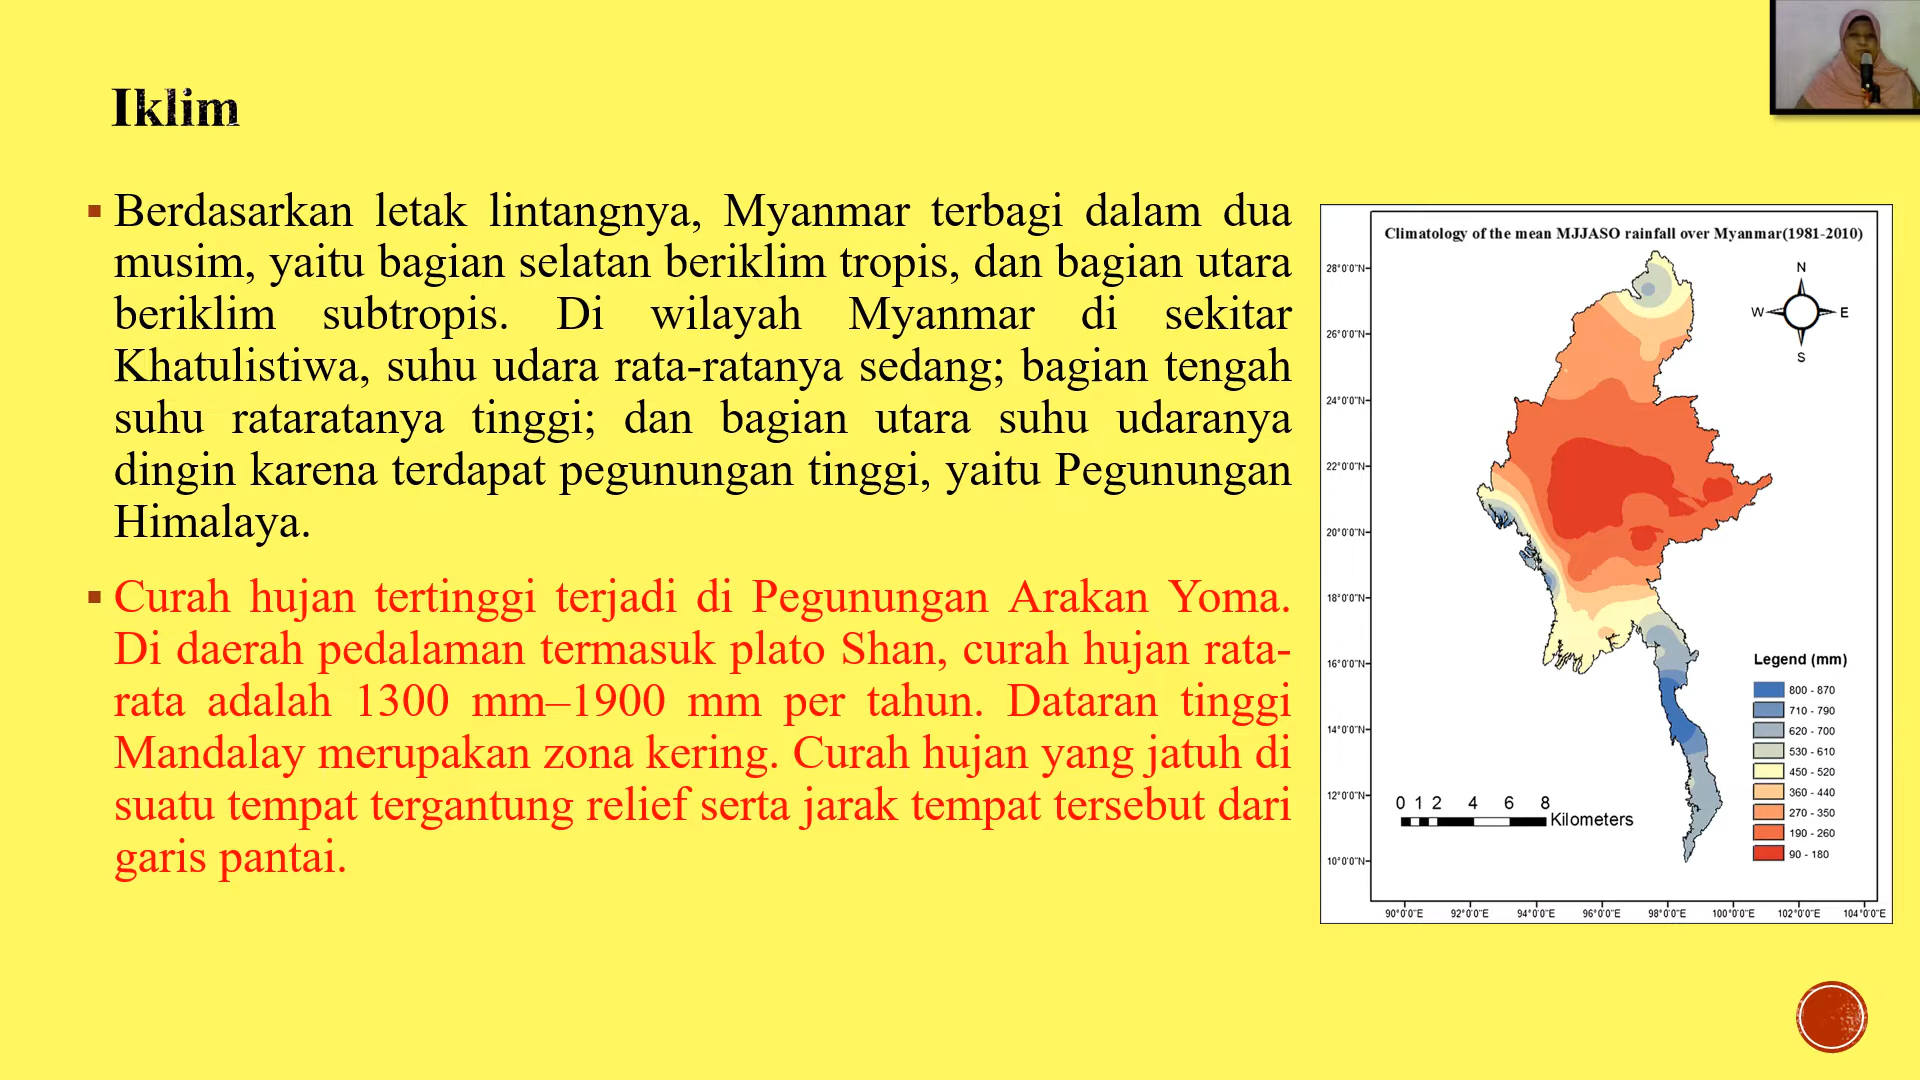 Iklim
Berdasarkan letak lintangnya, Myanmar terbagi dalam dua
musim, yaitu bagian selatan beriklim tropis, dan bagian utara
beriklim subtropis. Di wilayah Myanmar di sekitar
Khatulistiwa, suhu udara rata-ratanya sedang; bagian tengah
suhu rataratanya tinggi; dan bagian utara suhu udaranya
dingin karena terdapat pegunungan tinggi, yaitu Pegunungan
Himalaya.
Curah hujan tertinggi terjadi di Pegunungan Arakan Yoma.
Di daerah pedalaman termasuk plato Shan, curah hujan rata-
rata adalah 1300 mm–1900 mm per tahun. Dataran tinggi
Mandalay merupakan zona kering. Curah hujan yang jatuh di
suatu tempat tergantung relief serta jarak tempat tersebut dari
garis pantai.
Climatology of the mean MJJASO rainfall over Myanmar(1981-2010)
N
W E
S
28°0'0"N
26°0'0"N
24°0'0"N
22°0'0"N
20°0'0"N
18°0'0"N
16°0'0"N
14°0'0"N
12°0'0"N
10°0'0"N
Legend (mm)
800 - 870
710 - 790
620 - 700
530 - 610
450 - 520
360 - 440
270 - 350
190 - 260
90 - 180
0 1 2 4 6 8
Kilometers
90°0'0"E 92°0'0"E 94°0'0"E 96°0'0"E 98°0'0"E 100°0'0"E 102°0'0"E 104°0'0"E